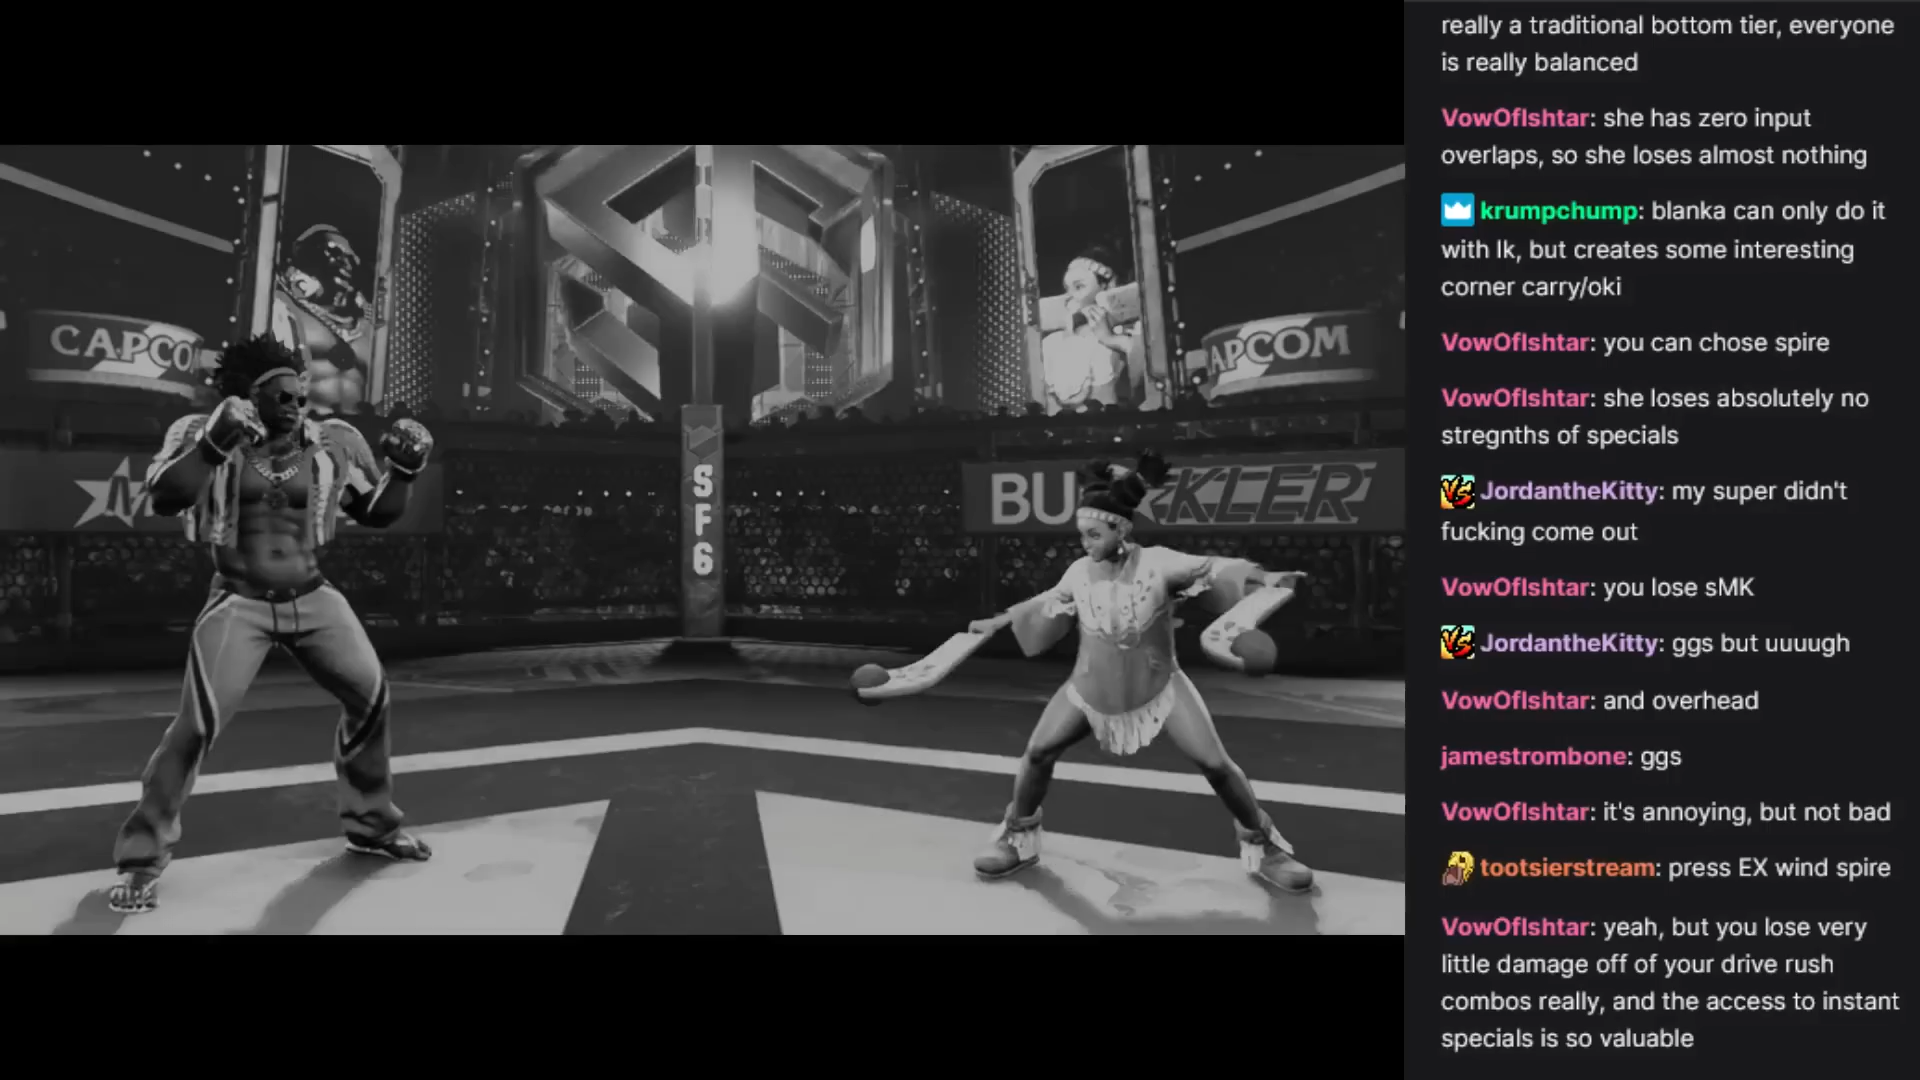 CAPCO
APCOM
M
BU
KLER
S
F
6
really a traditional bottom tier, everyone
is really balanced
VowOfIshtar: she has zero input
overlaps, so she loses almost nothing
krumpchump: blanka can only do it
with lk, but creates some interesting
corner carry/oki
VowOfIshtar: you can chose spire
VowOfIshtar: she loses absolutely no
stregnths of specials
JordantheKitty: my super didn't
fucking come out
VowOfIshtar: you lose sMK
JordantheKitty: ggs but uuuugh
VowOfIshtar: and overhead
jamestrombone: ggs
VowOfIshtar: it's annoying, but not bad
tootsierstream: press EX wind spire
VowOfIshtar: yeah, but you lose very
little damage off of your drive rush
combos really, and the access to instant
specials is so valuable